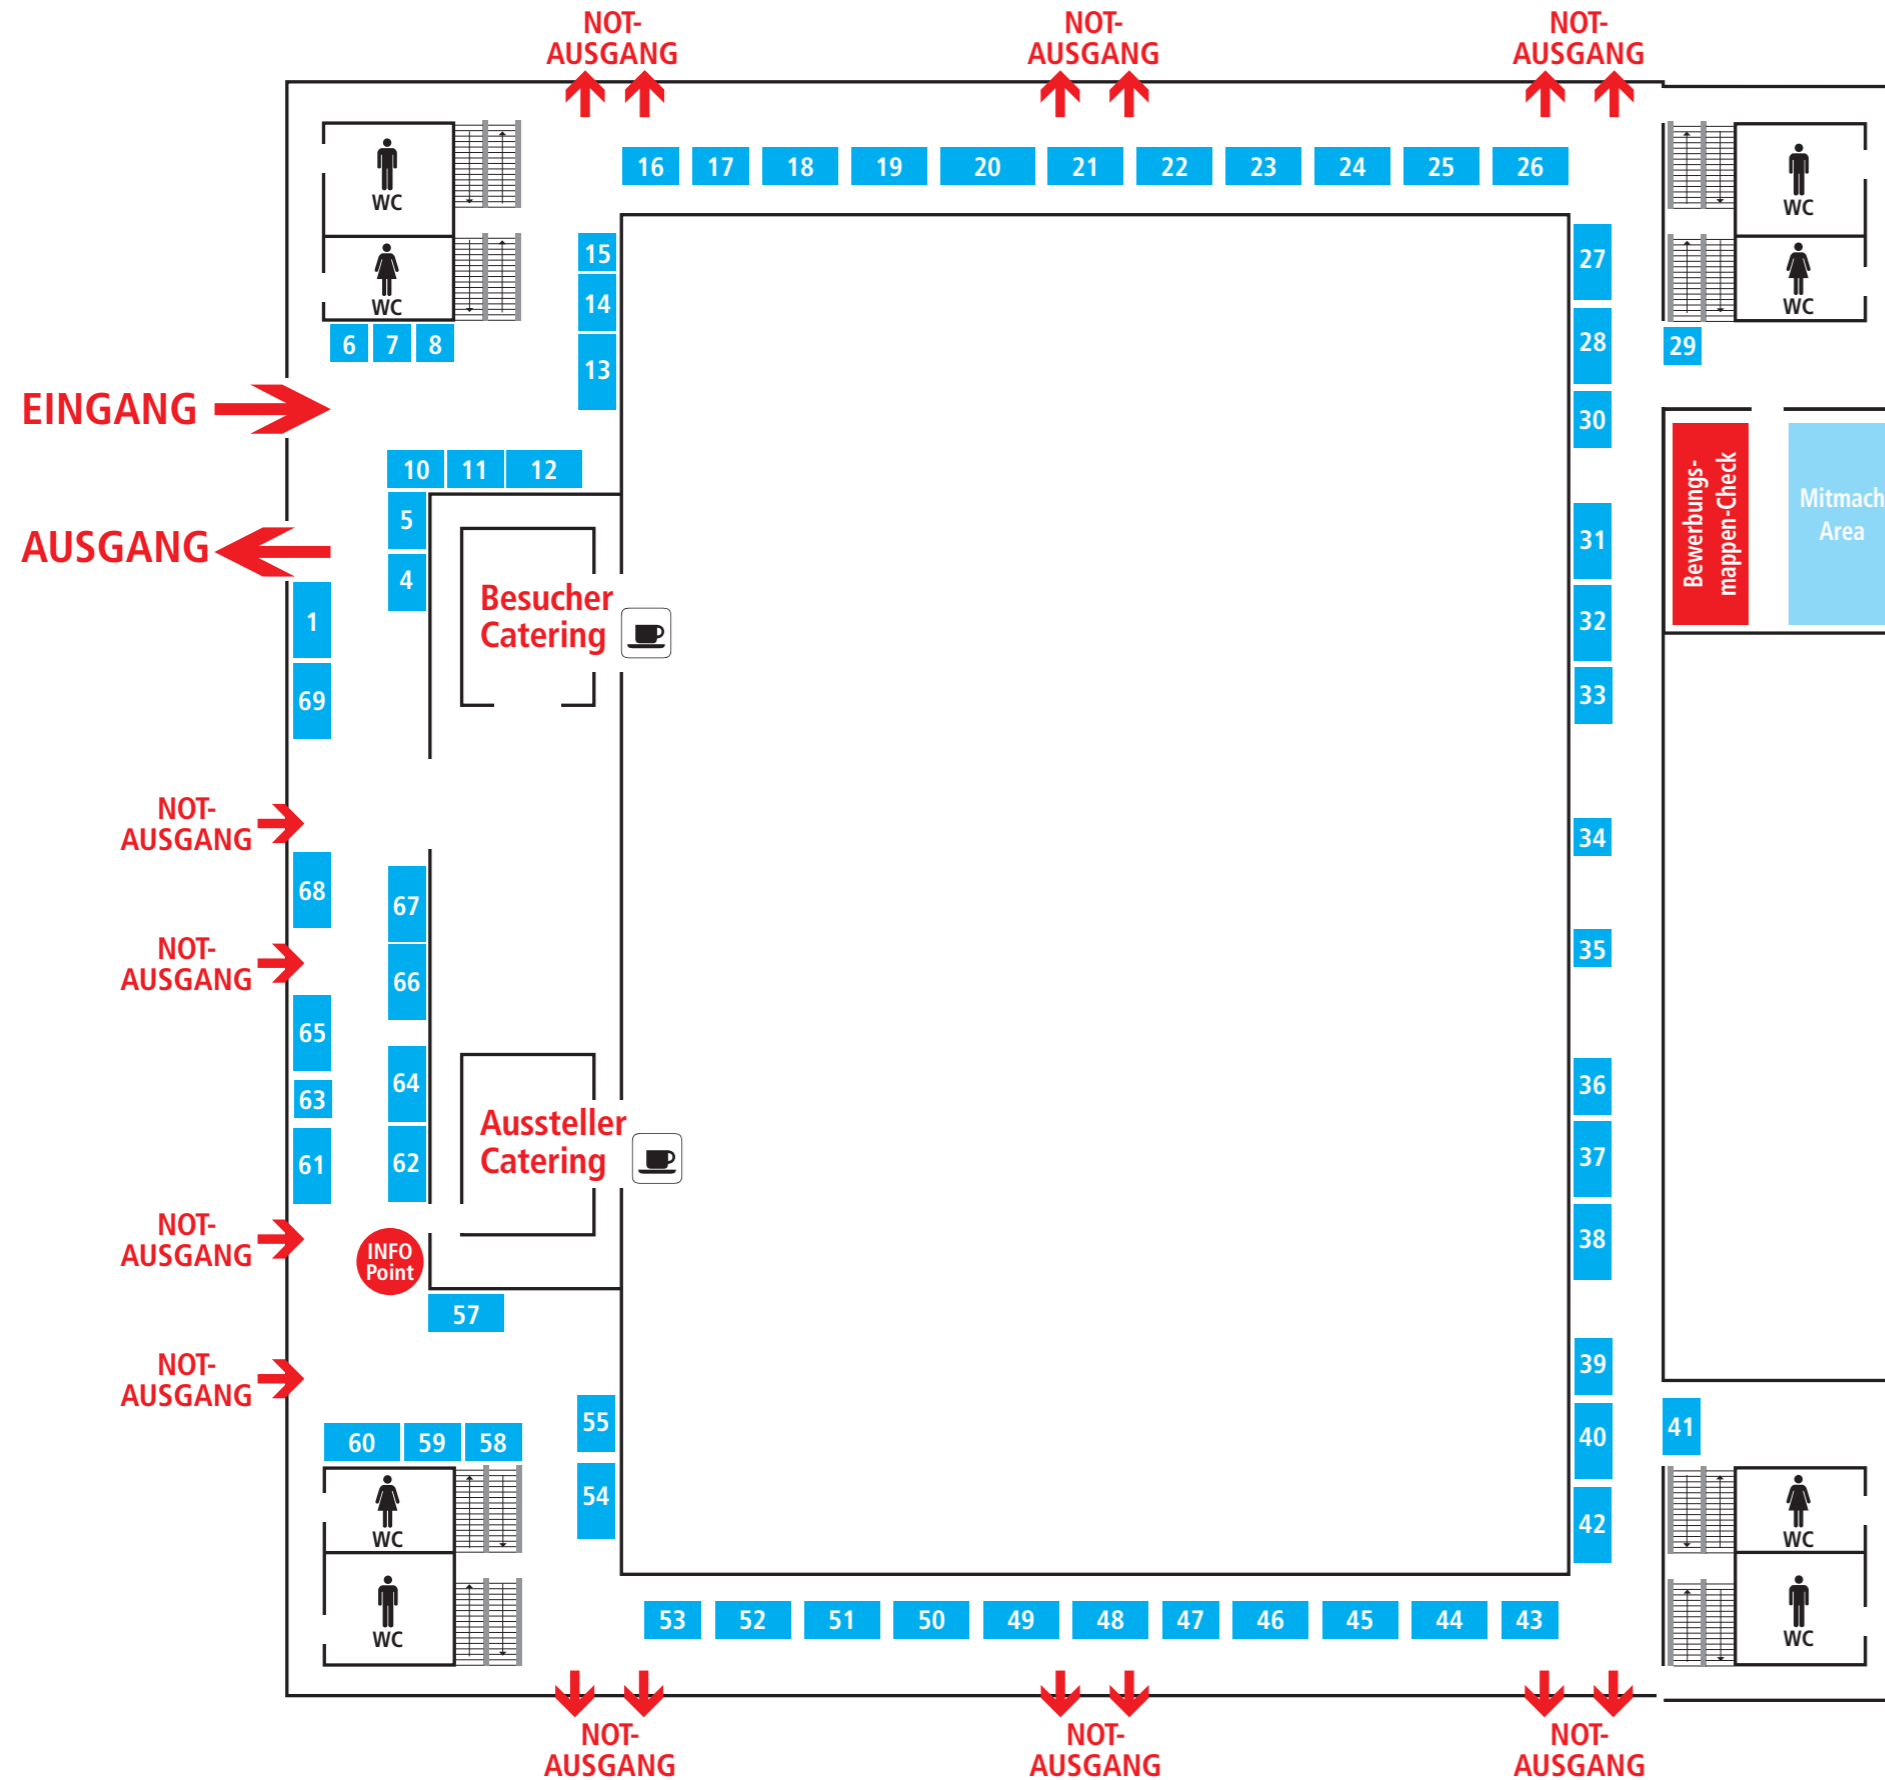 NOT-
AUSGANG
NOT-
AUSGANG
NOT-
AUSGANG
WC
WC
16 17 18 19 20 21 22 23 24 25 26
WC
WC
15
14
13
6 7 8
27
28
29
30
EINGANG
10 11 12
5
4
AUSGANG
1
69
Besucher
Catering
31
32
33
Bewerbungs-
mappen-Check
Mitmach
Area
NOT-
AUSGANG
34
68
67
NOT-
AUSGANG
66
35
65
63
61
64
62
Aussteller
Catering
36
37
38
NOT-
AUSGANG
INFO
Point
57
NOT-
AUSGANG
39
40
41
42
55
54
60 59 58
WC
WC
WC
WC
53 52 51 50 49 48 47 46 45 44 43
NOT-
AUSGANG
NOT-
AUSGANG
NOT-
AUSGANG